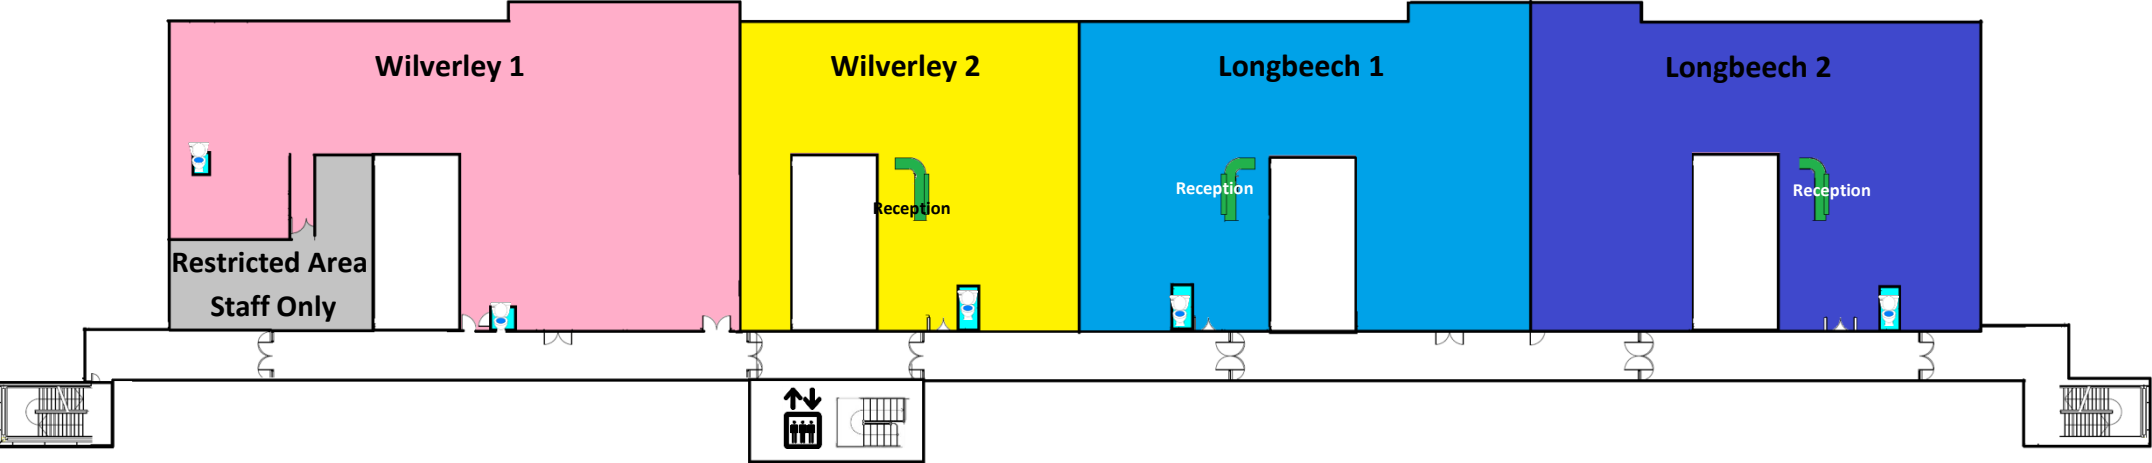 Wilverley 1
Wilverley 2
Longbeech 1
Longbeech 2
Reception
Reception
Reception
Restricted Area
Staff Only